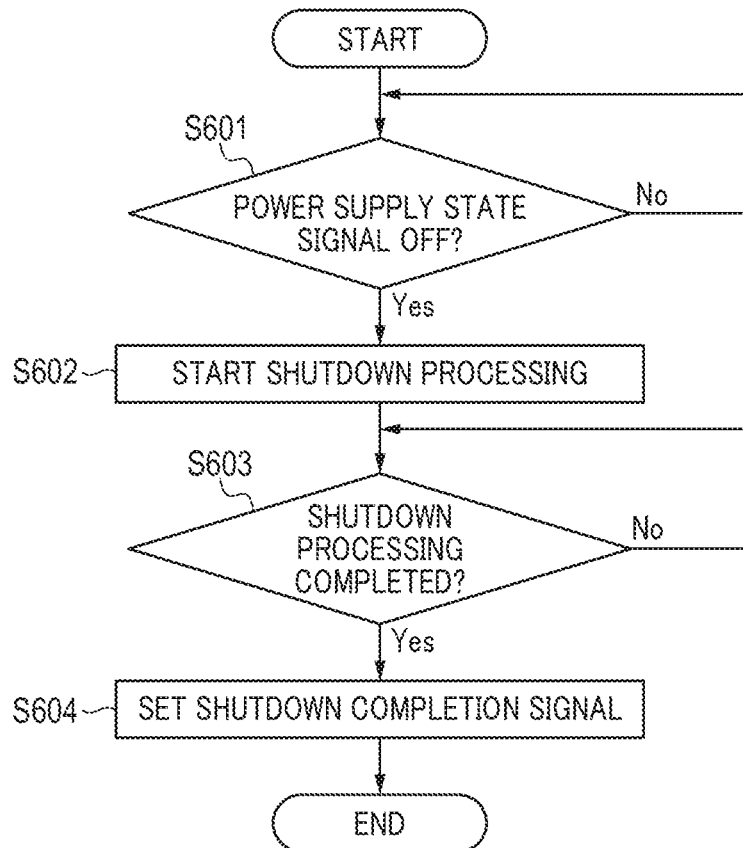 START
S601
POWER SUPPLY STATE
SIGNAL OFF?
No
Yes
S602
START SHUTDOWN PROCESSING
S603
SHUTDOWN
PROCESSING
COMPLETED?
No
Yes
S604
SET SHUTDOWN COMPLETION SIGNAL
END